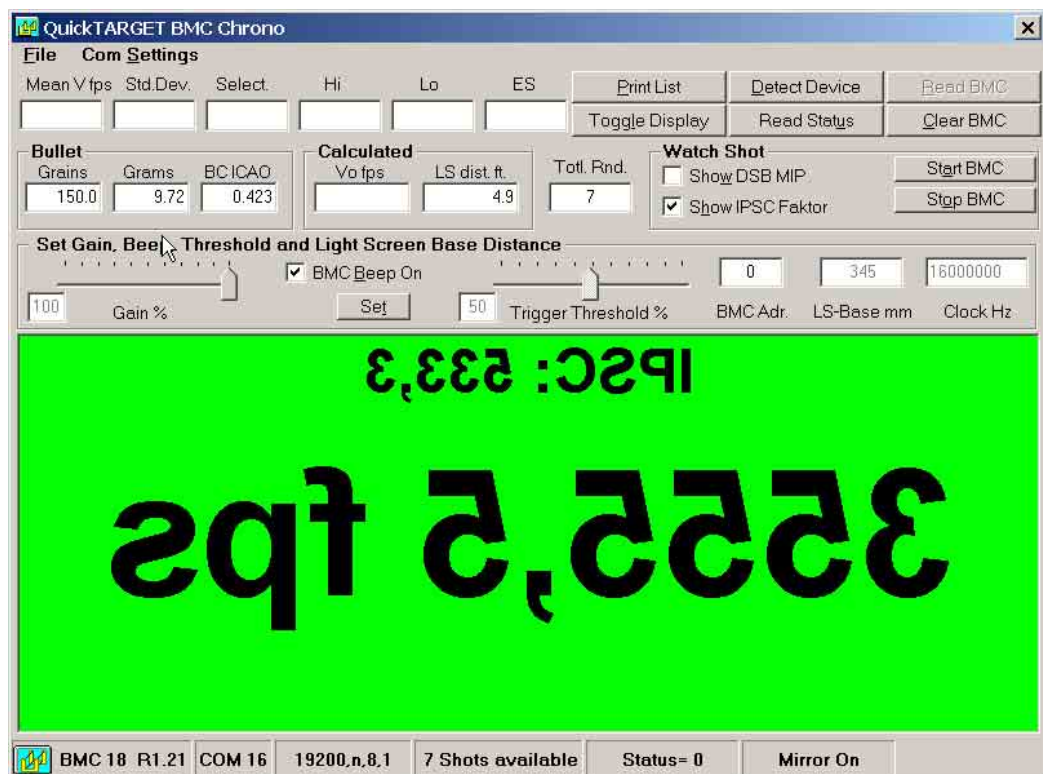 QuickTARGET BMC Chrono
File Com Settings
Mean V fps Std.Dev. Select. Hi Lo ES Print List Detect Device Read BMC
Toggle Display Read Status Clear BMC
Bullet Calculated Totl. Rnd. Watch Shot
Grains Grams BC ICAO Vo fps LS dist. ft. Show DSB MIP Start BMC
150.0 9.72 0.423 4.9 7 Show IPSC Faktor Stop BMC
Set Gain, Beep, Threshold and Light Screen Base Distance
BMC Beep On 0 345 16000000
100 Gain % Set 50 Trigger Threshold % BMC Adr. LS-Base mm Clock Hz
IPSC: 533,3
3555,5 fps
BMC 18 R1.21 COM 16 19200,n,8,1 7 Shots available Status= 0 Mirror On